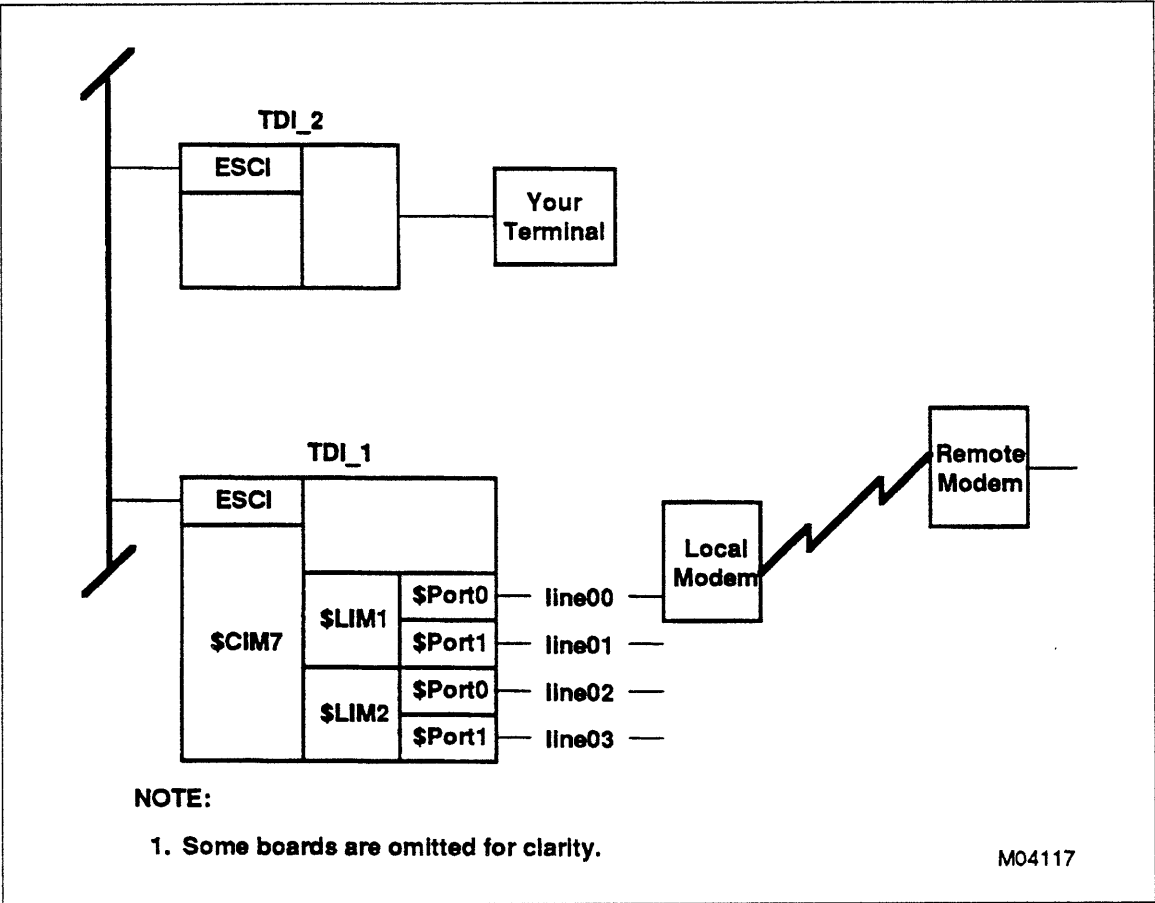 TDI_2
ESCI
Your
Terminal
TDI_1
ESCI
$CIM7
$LIM1
$Port0
line00
$Port1
line01
$LIM2
$Port0
line02
$Port1
line03
Local
Modem
Remote
Modem
NOTE:
1. Some boards are omitted for clarity.
M04117